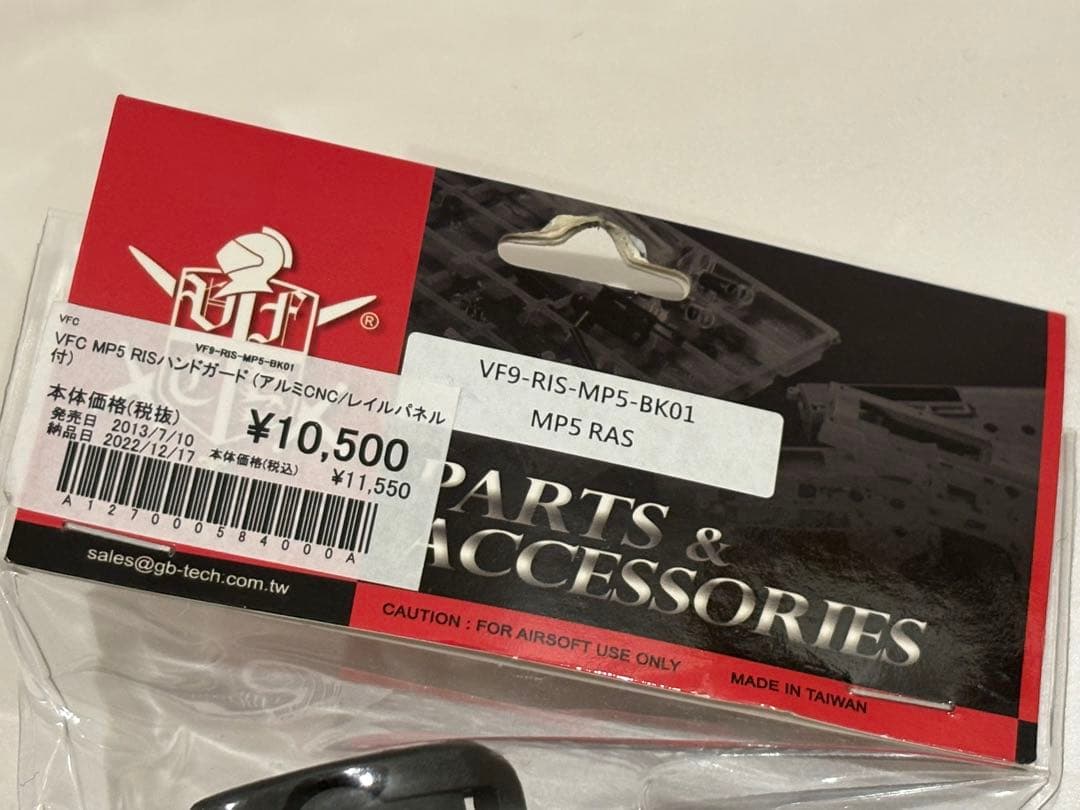 ®
VFC
VF9-RIS-MP5-BK01
VFC MP5 RISハンドガード (アルミCNC/レイルパネル
付)
本体価格(税抜) ¥10,500
発売日 2013/7/10
納品日 2022/12/17 本体価格(税込) ¥11,550
A127000584000A
VF9-RIS-MP5-BK01
MP5 RAS
PARTS &
ACCESSORIES
sales@gb-tech.com.tw
CAUTION : FOR AIRSOFT USE ONLY
MADE IN TAIWAN